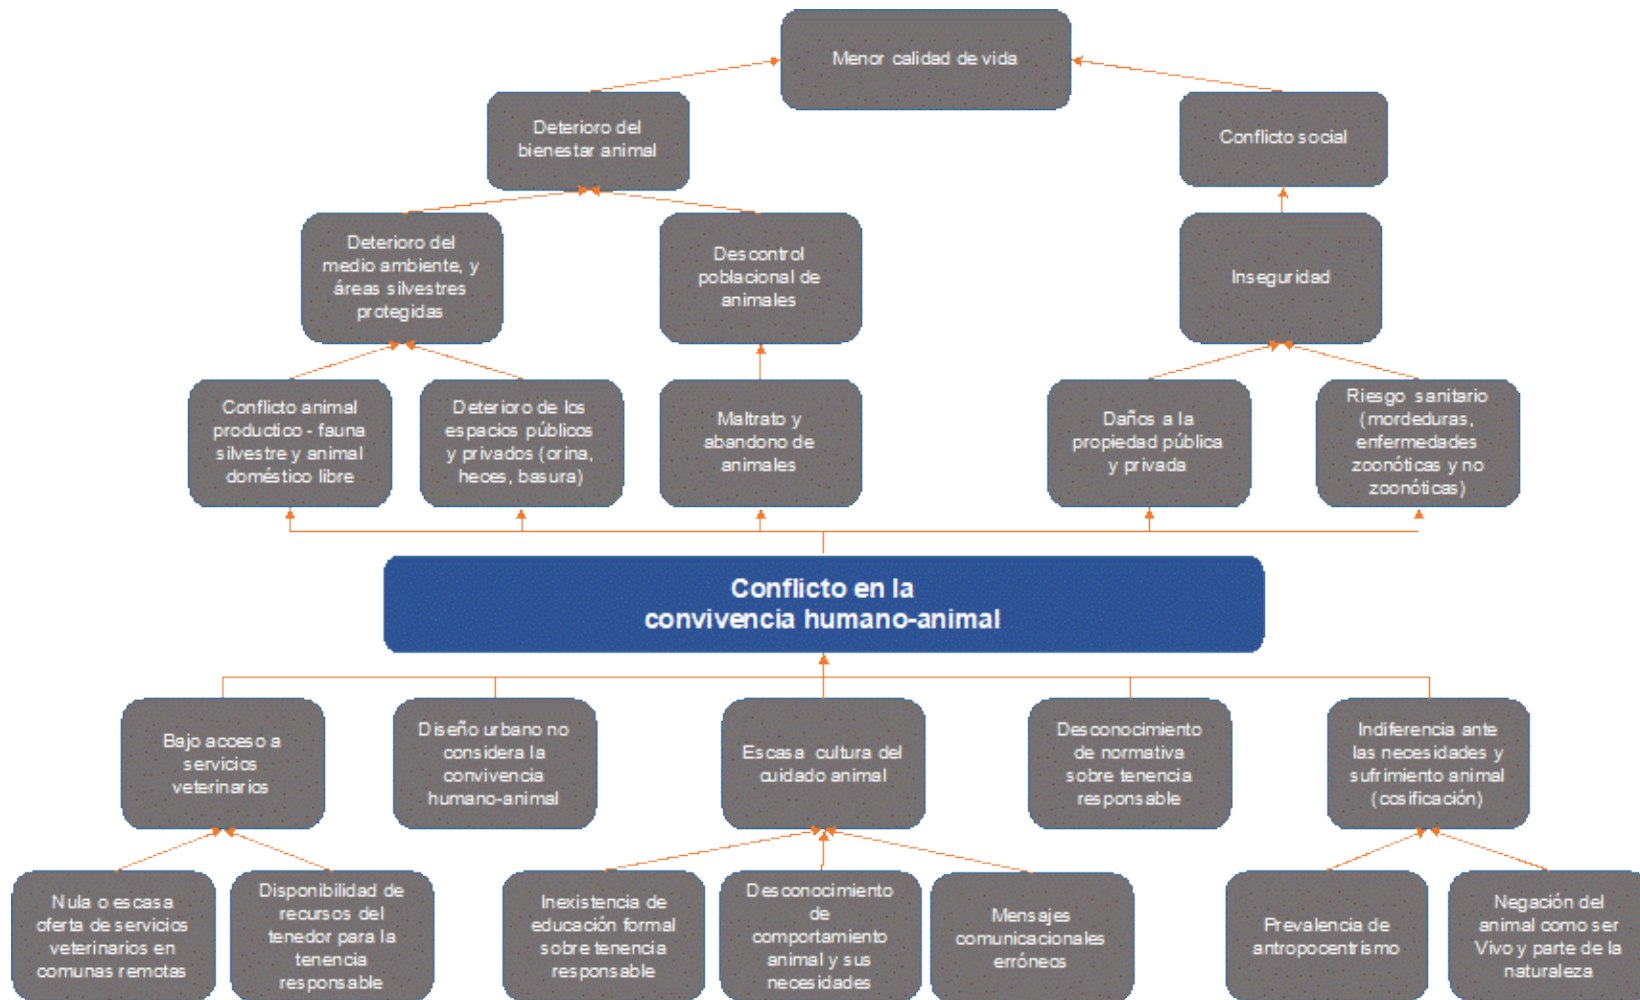 Menor calidad de vida
Deterioro del
bienestar animal
Conflicto social
Deterioro del
medio ambiente, y
áreas silvestres
protegidas
Descontrol
poblacional de
animales
Inseguridad
Conflicto animal
productico - fauna
silvestre y animal
doméstico libre
Deterioro de los
espacios públicos
y privados (orina,
heces, basura)
Maltrato y
abandono de
animales
Daños a la
propiedad pública
y privada
Riesgo sanitario
(mordeduras,
enfermedades
zoonóticas y no
zoonóticas)
Conflicto en la
convivencia humano-animal
Bajo acceso a
servicios
veterinarios
Diseño urbano no
considera la
convivencia
humano-animal
Escasa cultura del
cuidado animal
Desconocimiento
de normativa
sobre tenencia
responsable
Indiferencia ante
las necesidades y
sufrimiento animal
(cosificación)
Nula o escasa
oferta de servicios
veterinarios en
comunas remotas
Disponibilidad de
recursos del
tenedor para la
tenencia
responsable
Inexistencia de
educación formal
sobre tenencia
responsable
Desconocimiento
de
comportamiento
animal y sus
necesidades
Mensajes
comunicacionales
erróneos
Prevalencia de
antropocentrismo
Negación del
animal como ser
Vivo y parte de la
naturaleza